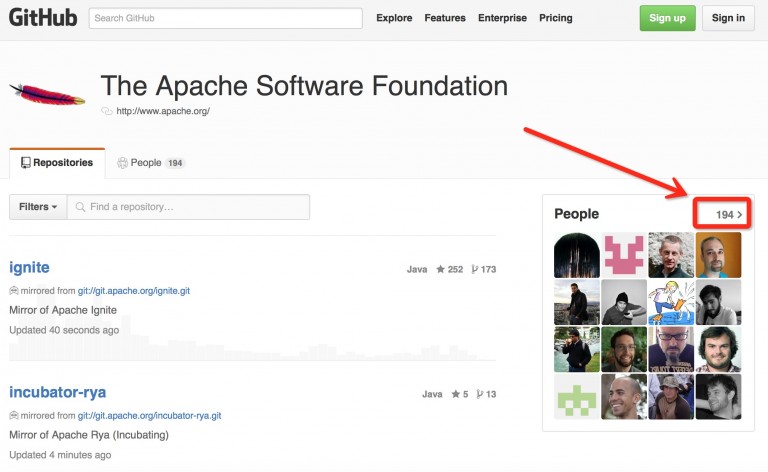 GitHub Search GitHub Explore Features Enterprise Pricing Sign up Sign in
The Apache Software Foundation
http://www.apache.org/
Repositories People 194
Filters Find a repository…
People 194
ignite Java 252 173
mirrored from git://git.apache.org/ignite.git
Mirror of Apache Ignite
Updated 40 seconds ago
incubator-rya Java 5 13
mirrored from git://git.apache.org/incubator-rya.git
Mirror of Apache Rya (Incubating)
Updated 4 minutes ago